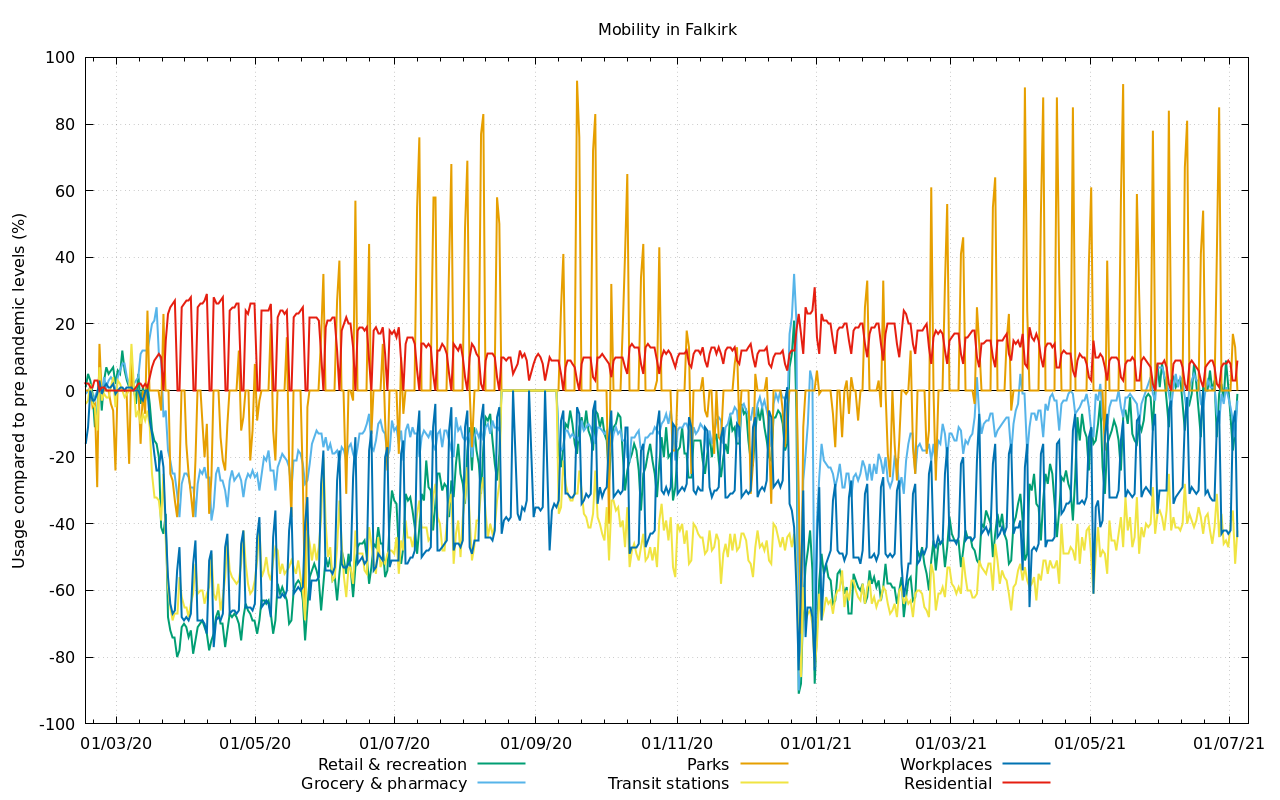 Mobility in Falkirk
Usage compared to pre pandemic levels (%)
100
80
60
40
20
0
-20
-40
-60
-80
-100
01/03/20 01/05/20 01/07/20 01/09/20 01/11/20 01/01/21 01/03/21 01/05/21 01/07/21
Retail & recreation Parks Workplaces
Grocery & pharmacy Transit stations Residential